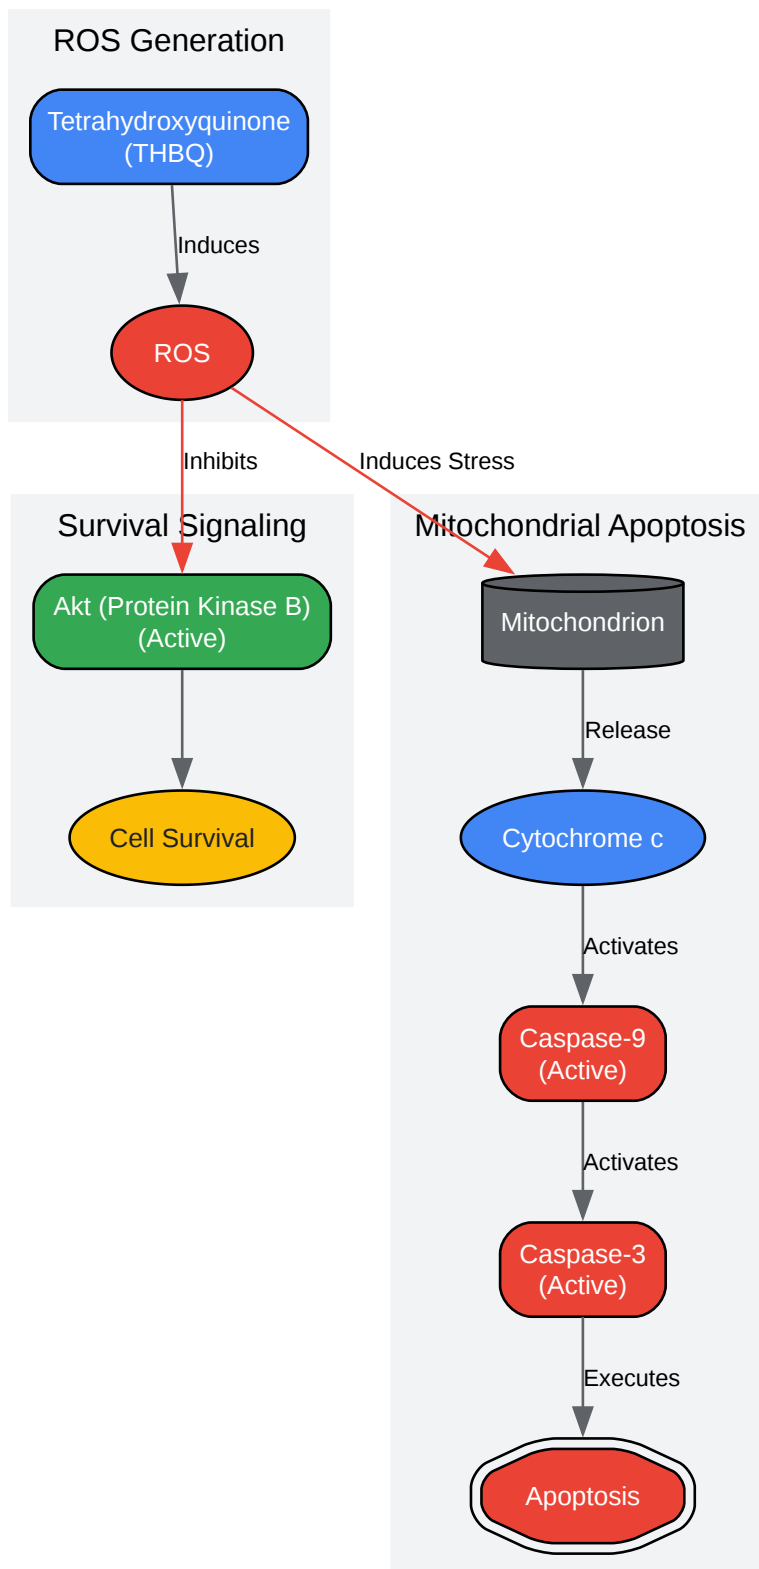 ROS Generation
Tetrahydroxyquinone
(THBQ)
Induces
ROS
Inhibits
Induces Stress
Survival Signaling
Mitochondrial Apoptosis
Akt (Protein Kinase B)
(Active)
Mitochondrion
Release
Cell Survival
Cytochrome c
Activates
Caspase-9
(Active)
Activates
Caspase-3
(Active)
Executes
Apoptosis